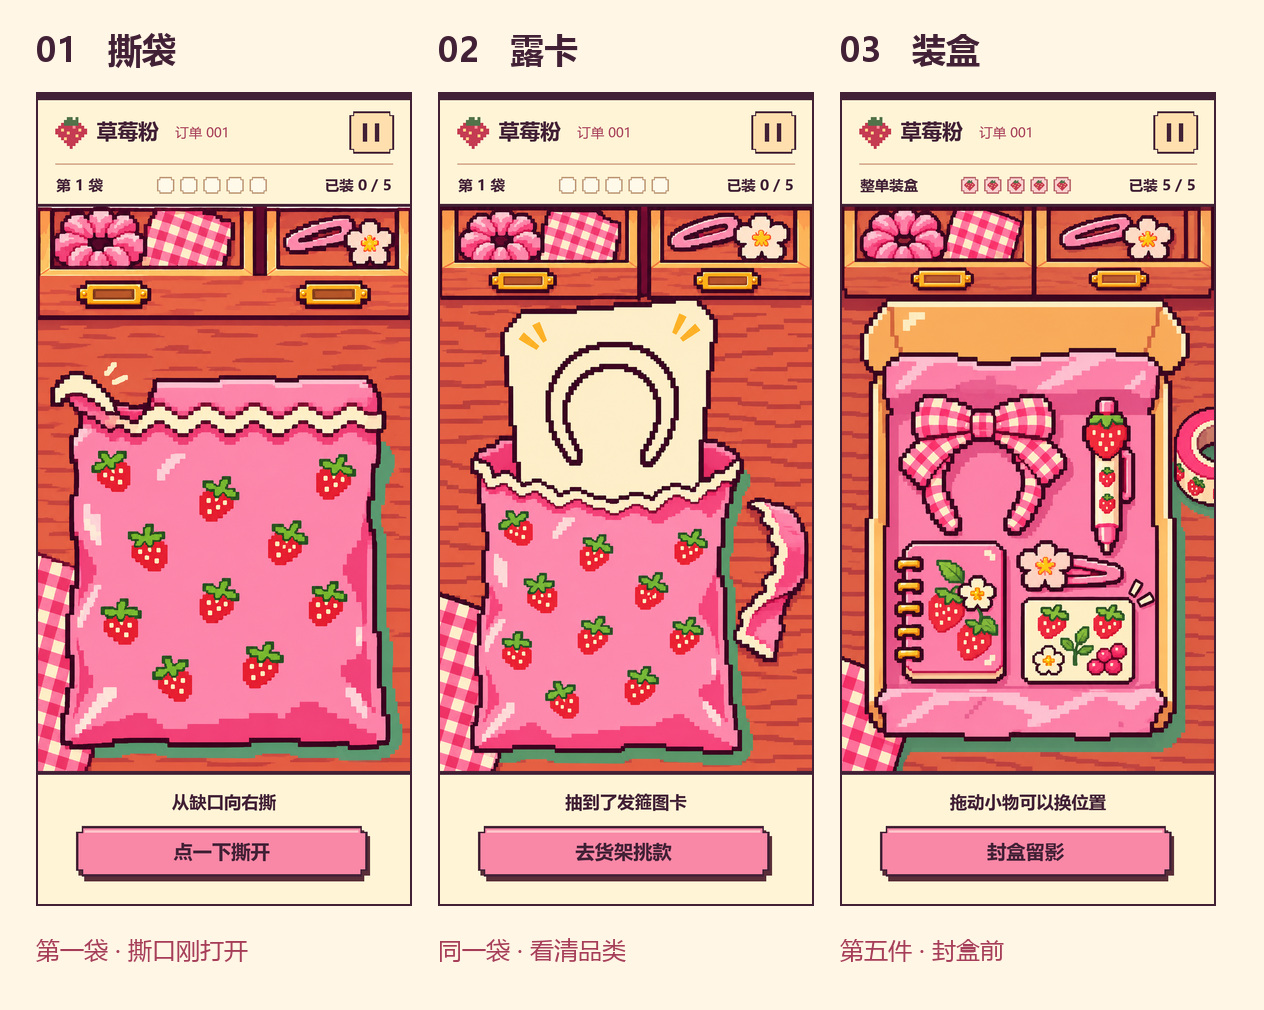 01 撕袋
草莓粉 订单 001
第 1 袋 已装 0 / 5
从缺口向右撕
点一下撕开
第一袋 · 撕口刚打开
02 露卡
草莓粉 订单 001
第 1 袋 已装 0 / 5
抽到了发箍图卡
去货架挑款
同一袋 · 看清品类
03 装盒
草莓粉 订单 001
整单装盒 已装 5 / 5
拖动小物可以换位置
封盒留影
第五件 · 封盒前